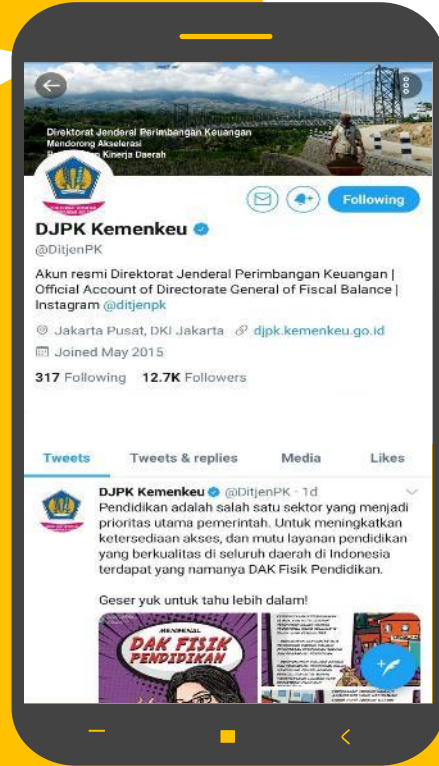 Direktorat Jenderal Perimbangan Keuangan
Mendorong Akselerasi
Kinerja Daerah
Following
DJPK Kemenkeu
@DitjenPK
Akun resmi Direktorat Jenderal Perimbangan Keuangan |
Official Account of Directorate General of Fiscal Balance |
Instagram @ditjenpk
Jakarta Pusat, DKI Jakarta djpk.kemenkeu.go.id
Joined May 2015
317 Following 12.7K Followers
Tweets Tweets & replies Media Likes
DJPK Kemenkeu @DitjenPK · 1d
Pendidikan adalah salah satu sektor yang menjadi
prioritas utama pemerintah. Untuk meningkatkan
ketersediaan akses, dan mutu layanan pendidikan
yang berkualitas di seluruh daerah di Indonesia
terdapat yang namanya DAK Fisik Pendidikan.
Geser yuk untuk tahu lebih dalam!
MENGENAL
DAK FISIK
PENDIDIKAN